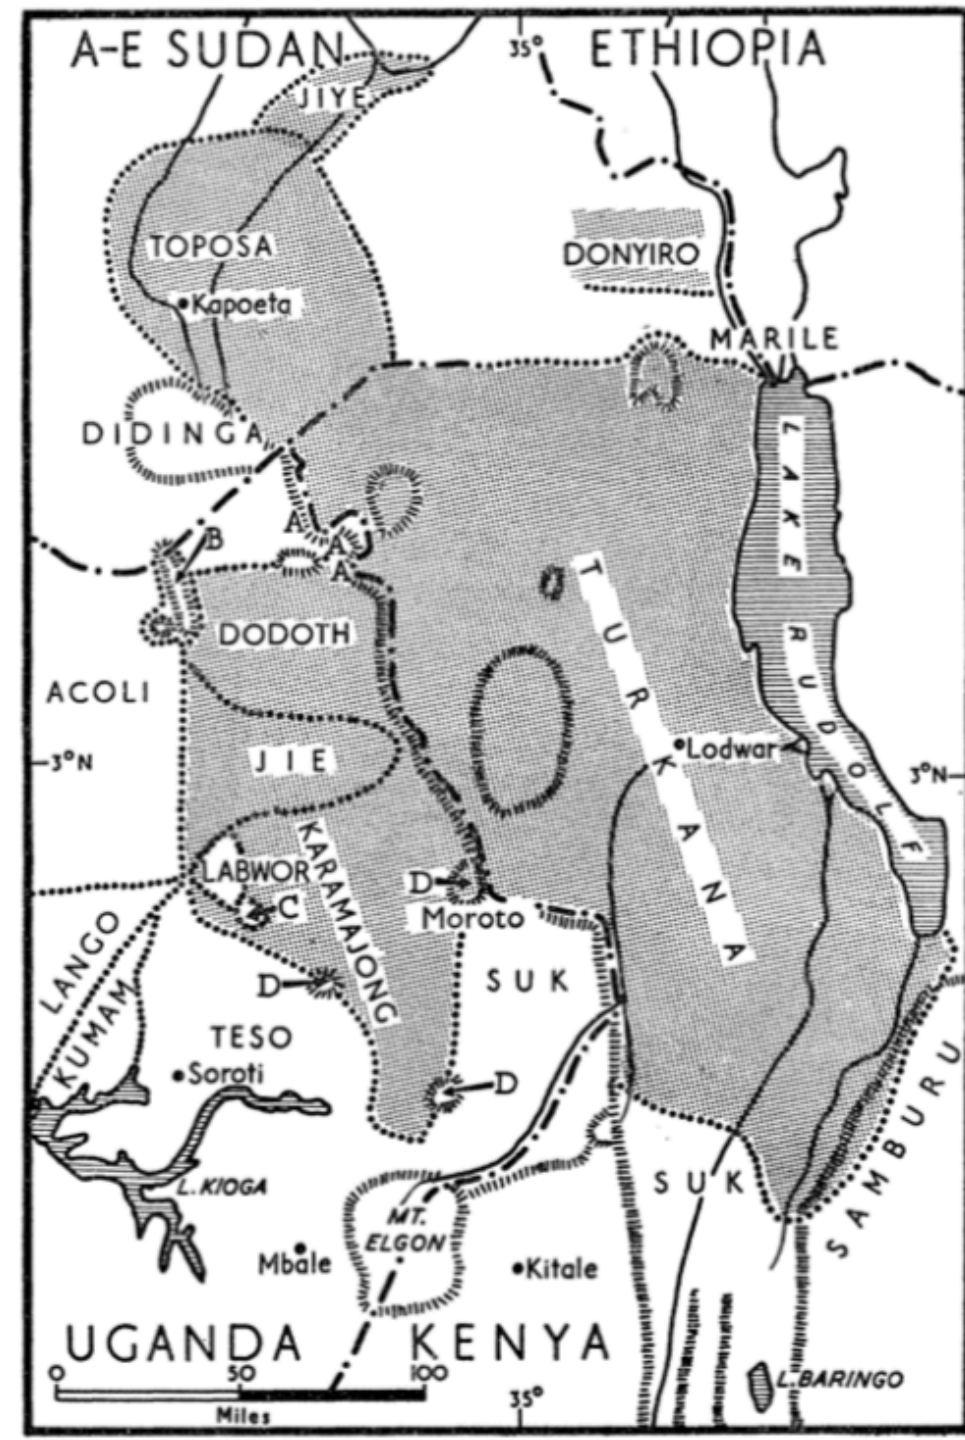 A-E SUDAN
35°
ETHIOPIA
JIYE
TOPOSA
DONYIRO
Kapoeta
MARILE
DIDINGA
LAKE RUDOLF
A
B
A
A
TURKANA
DODOTH
ACOLI
3°N
JIE
Lodwar
3°N
KARAMAJONG
LABWOR
D
C
Moroto
LANGO
KUMAM
D
SUK
TESO
Soroti
D
SAMBURU
L. KIOGA
SUK
MT.
ELGON
Mbale
Kitale
UGANDA
KENYA
0 50 100
Miles
35°
L. BARINGO